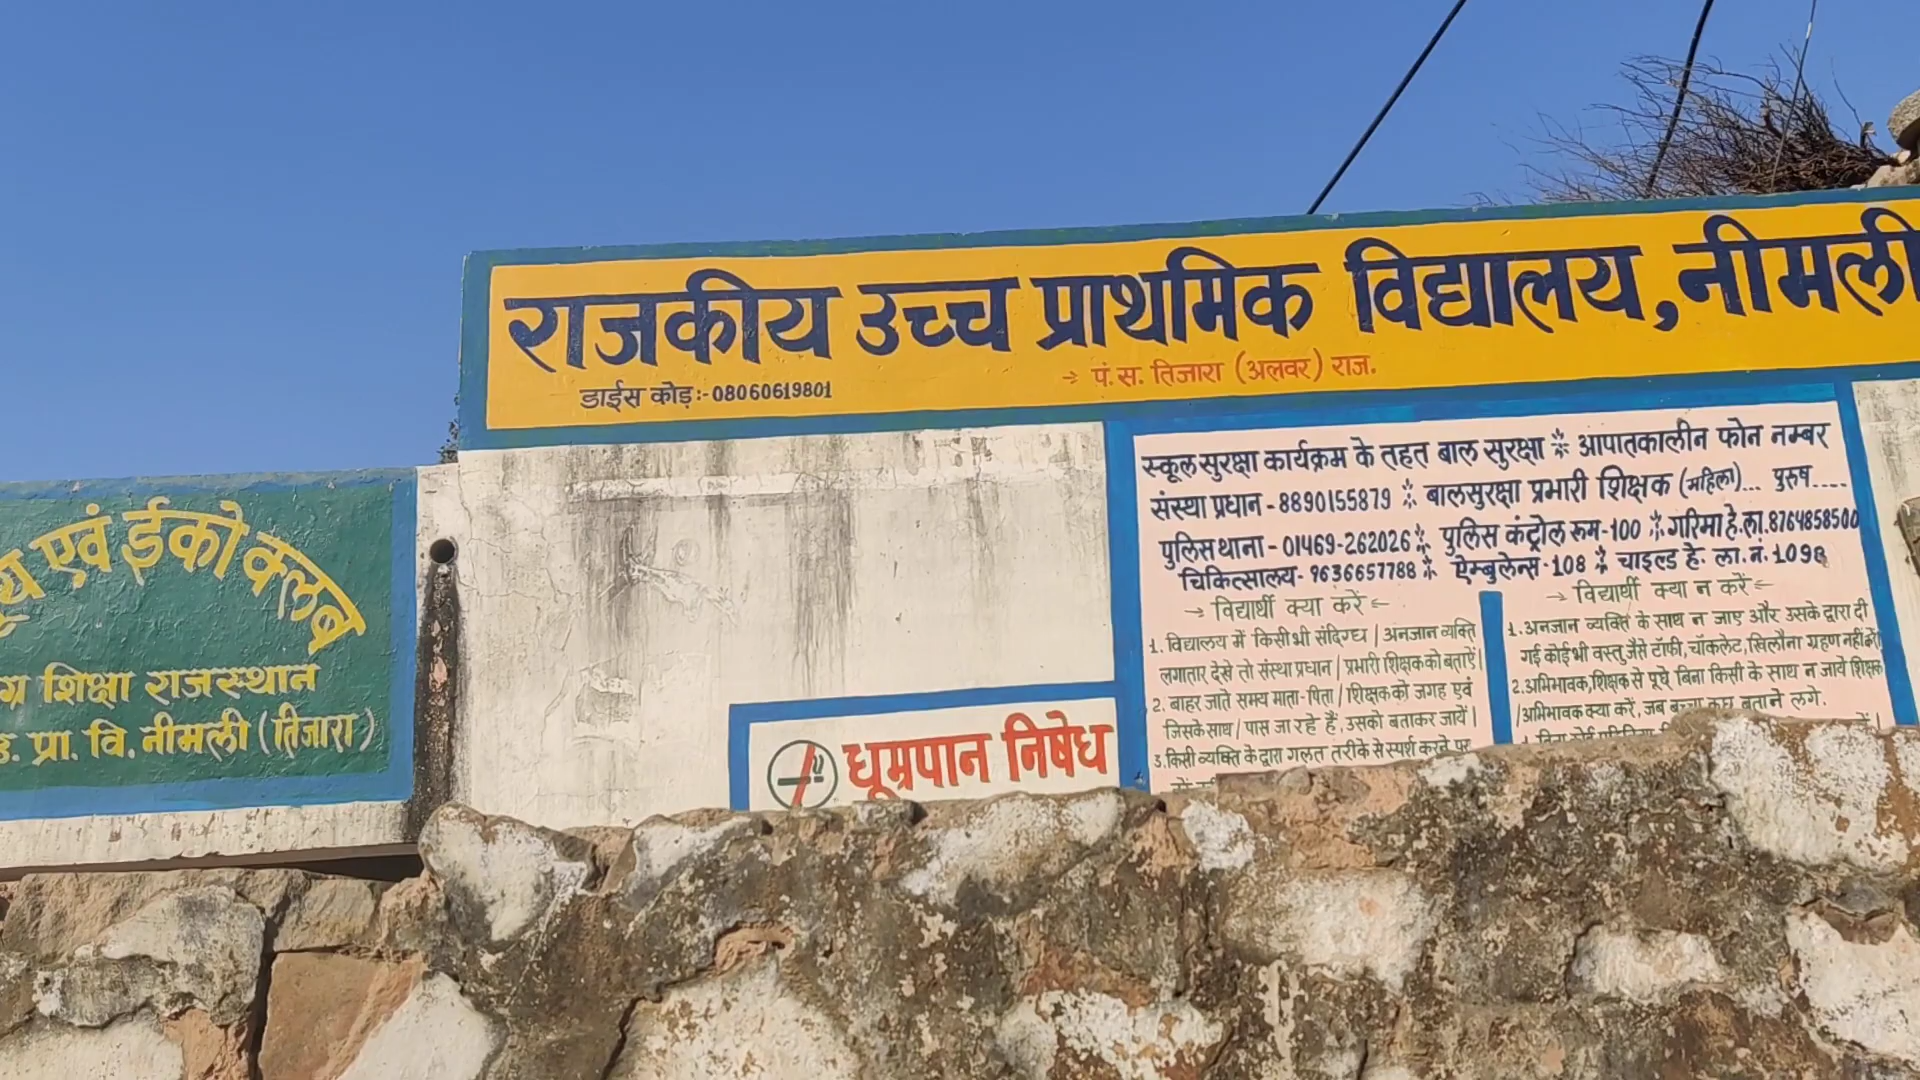 राजकीय उच्च प्राथमिक विद्यालय, नीमली
डाईस कोड़:-08060619801
→ पं. स. तिजारा (अलवर) राज.
एवं ईको क्लब
शिक्षा राजस्थान
प्रा. वि. नीमली (तिजारा)
धूम्रपान निषेध
स्कूल सुरक्षा कार्यक्रम के तहत बाल सुरक्षा ⁂ आपातकालीन फोन नम्बर
संस्था प्रधान - 8890155879 ⁂ बालसुरक्षा प्रभारी शिक्षक (महिला)... पुरुष....
पुलिस थाना - 01469-262026 ⁂ पुलिस कंट्रोल रूम-100 ⁂ गरिमा हे.ला.8764858500
चिकित्सालय- 9636657788 ⁂ ऐम्बुलेन्स-108 ⁂ चाइल्ड हे. ला. नं. 1098
→ विद्यार्थी क्या करें ←
1. विद्यालय में किसी भी संदिग्ध / अनजान व्यक्ति
लगातार देखे तो संस्था प्रधान / प्रभारी शिक्षक को बताएं।
2. बाहर जाते समय माता-पिता / शिक्षक को जगह एवं
जिसके साथ / पास जा रहे हैं, उसको बताकर जायें।
3. किसी व्यक्ति के द्वारा गलत तरीके से स्पर्श करने पर
→ विद्यार्थी क्या न करें ←
1. अनजान व्यक्ति के साथ न जाए और उसके द्वारा दी
गई कोई भी वस्तु जैसे टॉफी, चॉकलेट, खिलौना ग्रहण नहीं करें
2. अभिभावक, शिक्षक से पूछे बिना किसी के साथ न जाये शिक्षक
/ अभिभावक क्या करें, जब बच्चा कुछ बताने लगे.